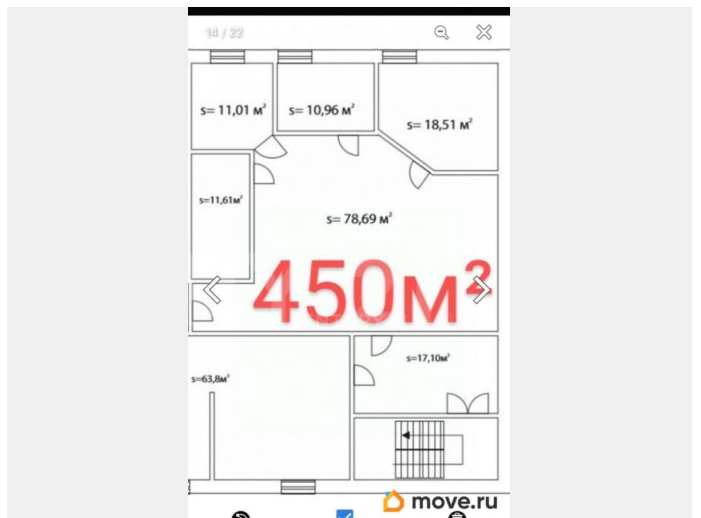 14 / 22
s= 11,01 м²
s= 10,96 м²
s= 18,51 м²
s=11,61м²
s= 78,69 м²
450м²
s=17,10м²
s=63,8м²
move.ru